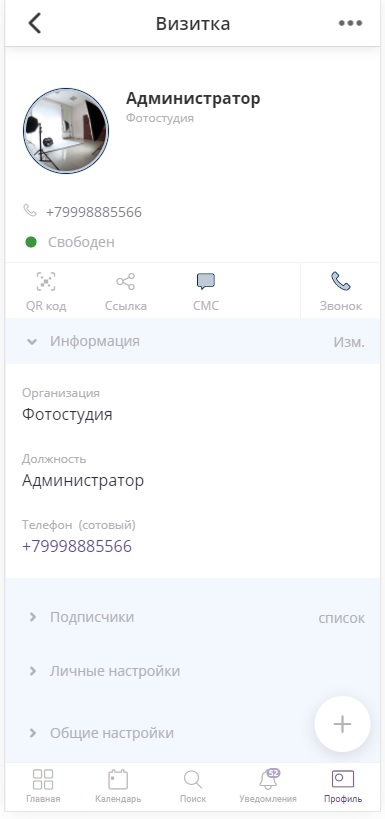 Визитка
Администратор
Фотостудия
+79998885566
Свободен
QR код
Ссылка
СМС
Звонок
Информация
Изм.
Организация
Фотостудия
Должность
Администратор
Телефон (сотовый)
+79998885566
Подписчики
список
Личные настройки
Общие настройки
52
Главная
Календарь
Поиск
Уведомления
Профиль